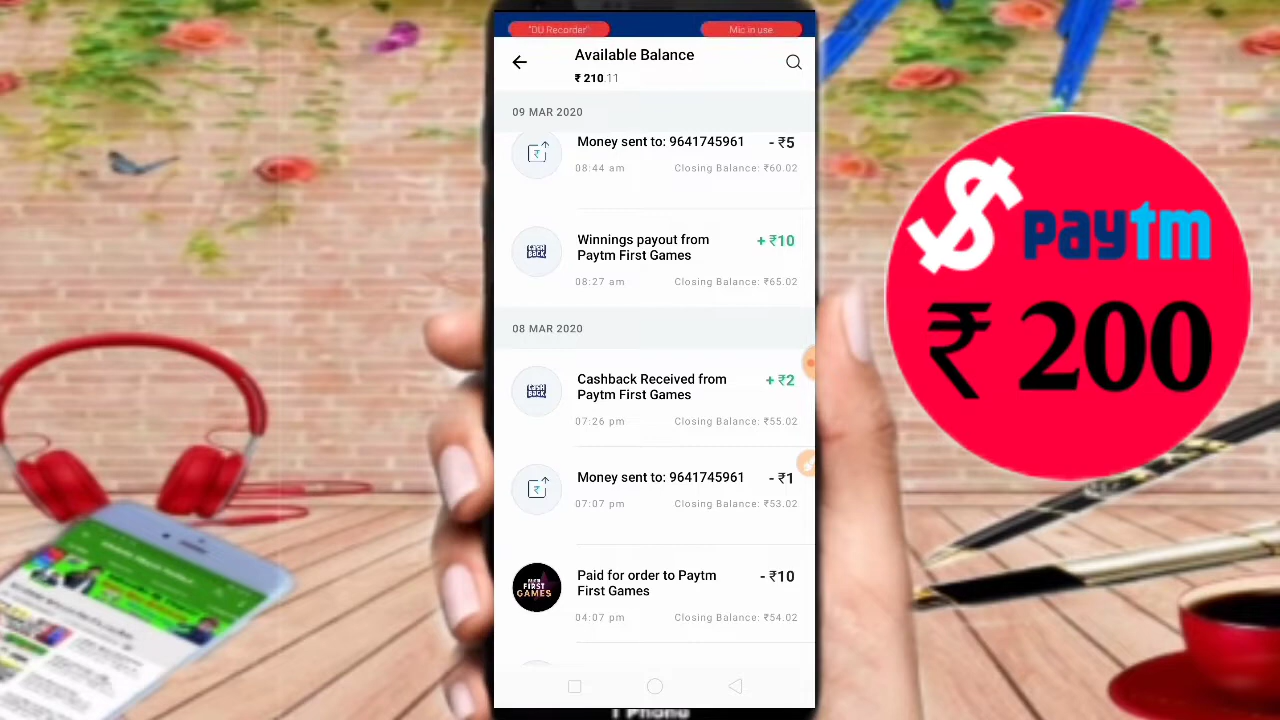 "DU Recorder"
Mic in use
Available Balance
₹ 210.11
09 MAR 2020
Money sent to: 9641745961 - ₹5
08:44 am Closing Balance: ₹60.02
Winnings payout from + ₹10
Paytm First Games
08:27 am Closing Balance: ₹65.02
08 MAR 2020
Cashback Received from + ₹2
Paytm First Games
07:26 pm Closing Balance: ₹55.02
Money sent to: 9641745961 - ₹1
07:07 pm Closing Balance: ₹53.02
FIRST
GAMES
Paid for order to Paytm - ₹10
First Games
04:07 pm Closing Balance: ₹54.02
$ paytm
₹ 200